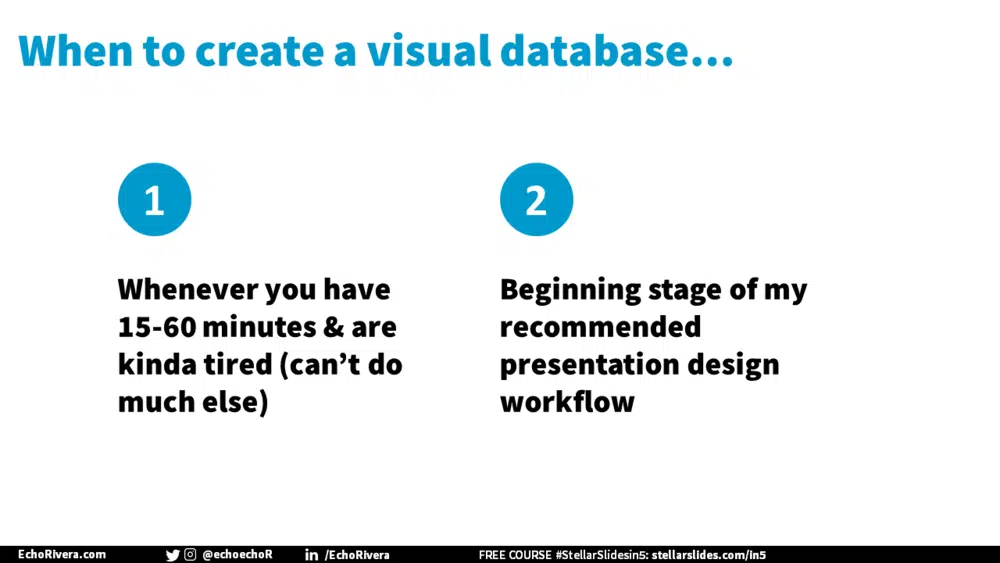 When to create a visual database...
1
Whenever you have
15-60 minutes & are
kinda tired (can't do
much else)
2
Beginning stage of my
recommended
presentation design
workflow
EchoRivera.com @echoechoR in /EchoRivera FREE COURSE #StellarSlidesin5: stellarslides.com/in5